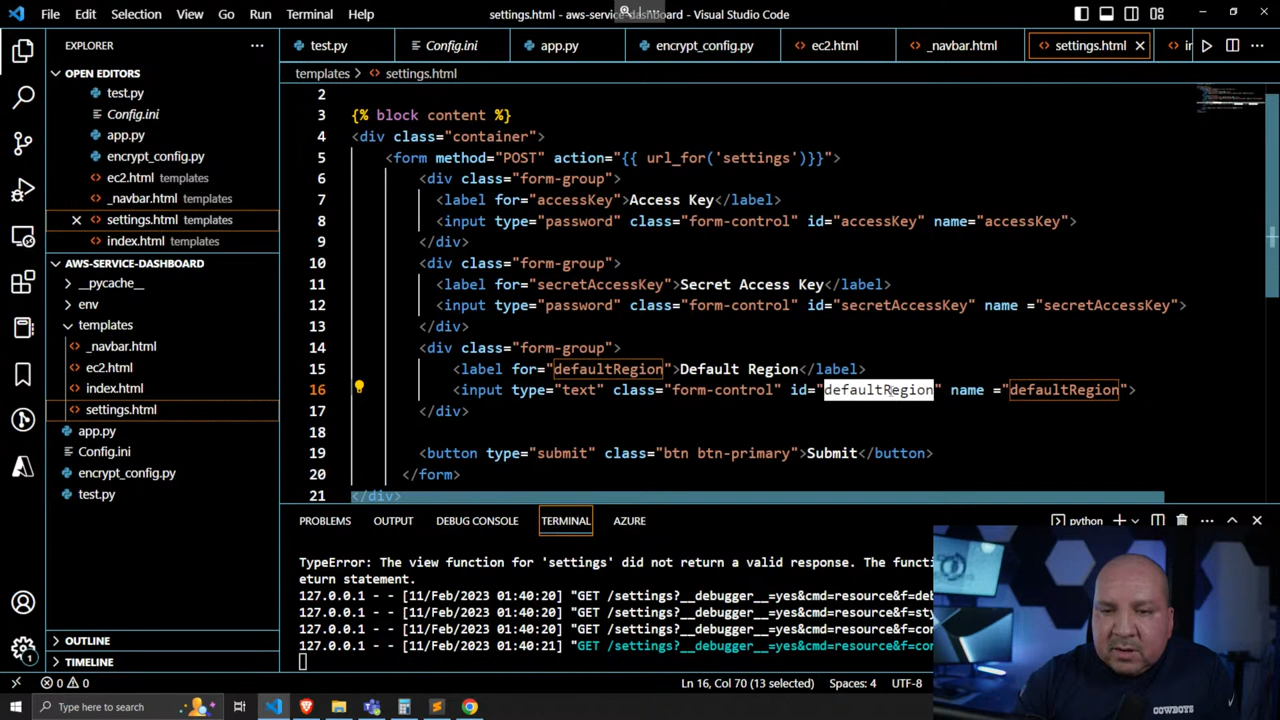 File Edit Selection View Go Run Terminal Help
settings.html - aws-service-dashboard - Visual Studio Code
EXPLORER
test.py Config.ini app.py encrypt_config.py ec2.html _navbar.html settings.html
OPEN EDITORS
test.py
Config.ini
app.py
encrypt_config.py
ec2.html templates
_navbar.html templates
settings.html templates
index.html templates
AWS-SERVICE-DASHBOARD
__pycache__
env
templates
_navbar.html
ec2.html
index.html
settings.html
app.py
Config.ini
encrypt_config.py
test.py
OUTLINE
TIMELINE
templates > settings.html
2
3 {% block content %}
4 <div class="container">
5 <form method="POST" action="{{ url_for('settings')}}">
6 <div class="form-group">
7 <label for="accessKey">Access Key</label>
8 <input type="password" class="form-control" id="accessKey" name="accessKey">
9 </div>
10 <div class="form-group">
11 <label for="secretAccessKey">Secret Access Key</label>
12 <input type="password" class="form-control" id="secretAccessKey" name ="secretAccessKey">
13 </div>
14 <div class="form-group">
15 <label for="defaultRegion">Default Region</label>
16 <input type="text" class="form-control" id="defaultRegion" name ="defaultRegion">
17 </div>
18
19 <button type="submit" class="btn btn-primary">Submit</button>
20 </form>
21 </div>
PROBLEMS OUTPUT DEBUG CONSOLE TERMINAL AZURE
python
TypeError: The view function for 'settings' did not return a valid response. The functi
eturn statement.
127.0.0.1 - - [11/Feb/2023 01:40:20] "GET /settings?__debugger__=yes&cmd=resource&f=de
127.0.0.1 - - [11/Feb/2023 01:40:20] "GET /settings?__debugger__=yes&cmd=resource&f=sty
127.0.0.1 - - [11/Feb/2023 01:40:20] "GET /settings?__debugger__=yes&cmd=resource&f=con
127.0.0.1 - - [11/Feb/2023 01:40:21] "GET /settings?__debugger__=yes&cmd=resource&f=con
0 0 Ln 16, Col 70 (13 selected) Spaces: 4 UTF-8
Type here to search
COWBOYS